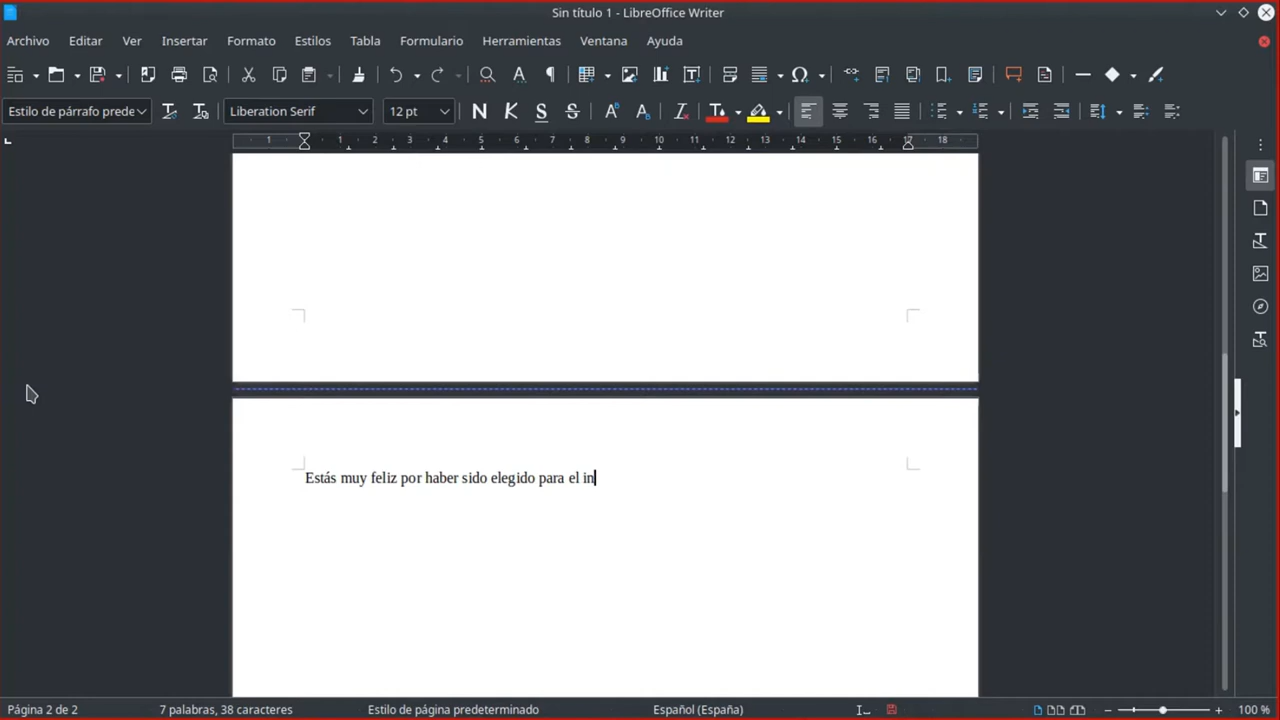 Sin título 1 - LibreOffice Writer
Archivo Editar Ver Insertar Formato Estilos Tabla Formulario Herramientas Ventana Ayuda
Estilo de párrafo prede Liberation Serif 12 pt N K S S
1 1 2 3 4 5 6 7 8 9 10 11 12 13 14 15 16 17 18
Estás muy feliz por haber sido elegido para el in
Página 2 de 2 7 palabras, 38 caracteres Estilo de página predeterminado Español (España) 100 %